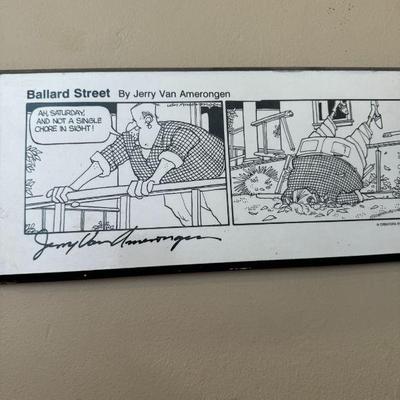 Ballard Street By Jerry Van Amerongen
AH, SATURDAY,
AND NOT A SINGLE
CHORE IN SIGHT!
Jerry Van Amerongen